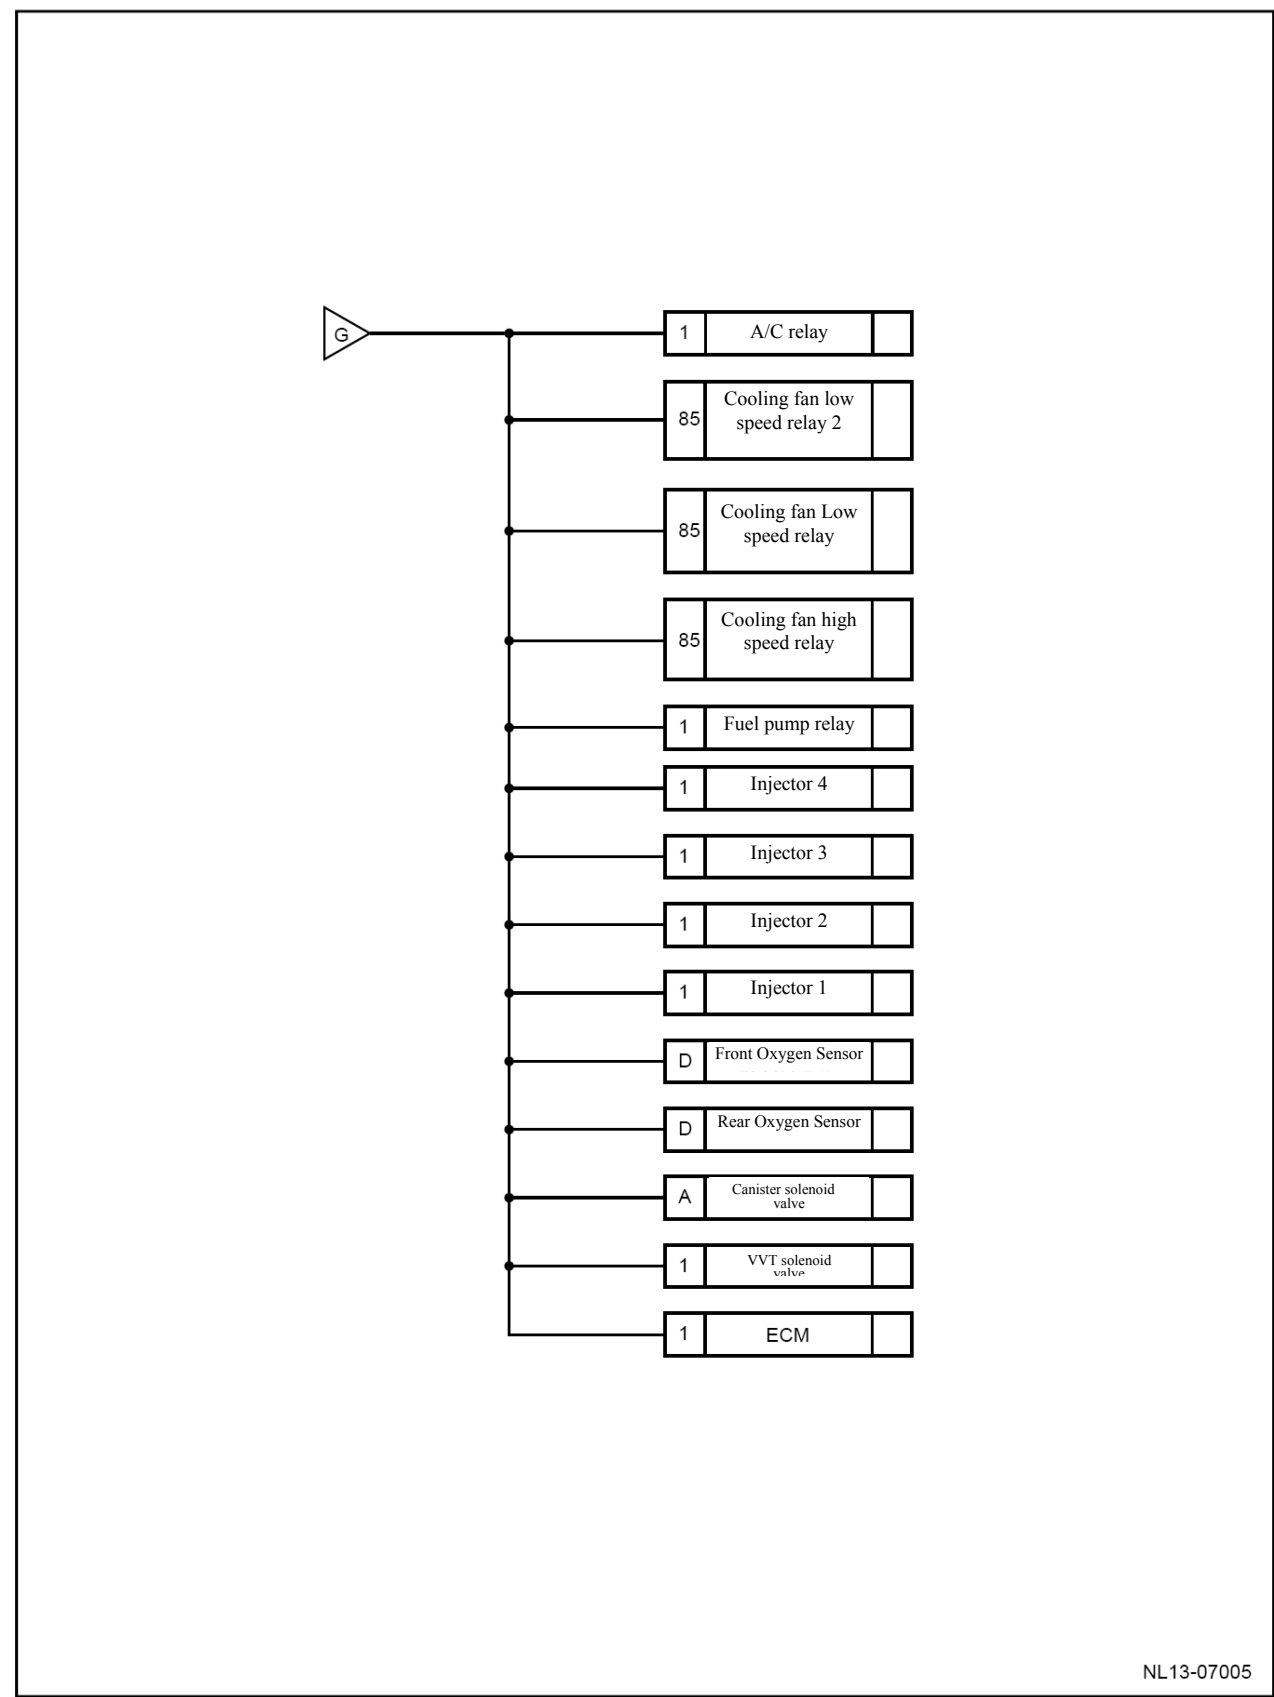 G
1 A/C relay
85 Cooling fan low
speed relay 2
85 Cooling fan Low
speed relay
85 Cooling fan high
speed relay
1 Fuel pump relay
1 Injector 4
1 Injector 3
1 Injector 2
1 Injector 1
D Front Oxygen Sensor
D Rear Oxygen Sensor
A Canister solenoid
valve
1 VVT solenoid
valve
1 ECM
NL13-07005